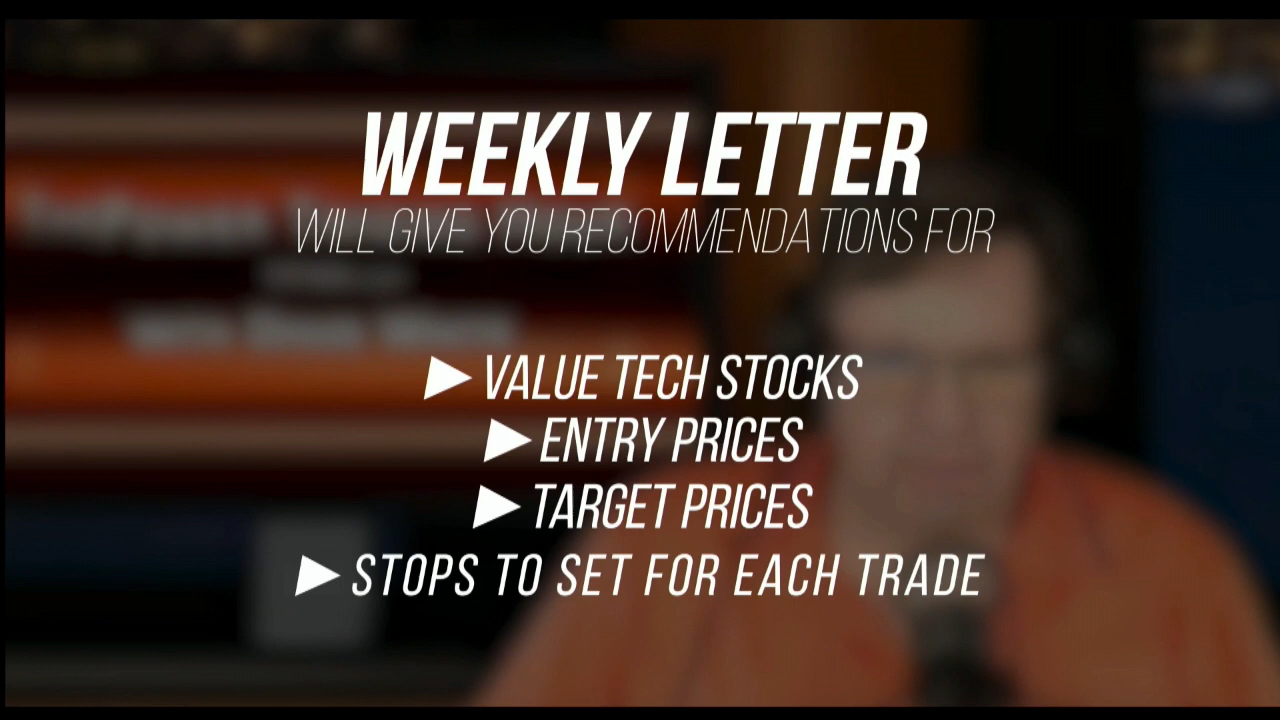 WEEKLY LETTER
WILL GIVE YOU RECOMMENDATIONS FOR
▶ VALUE TECH STOCKS
▶ ENTRY PRICES
▶ TARGET PRICES
▶ STOPS TO SET FOR EACH TRADE